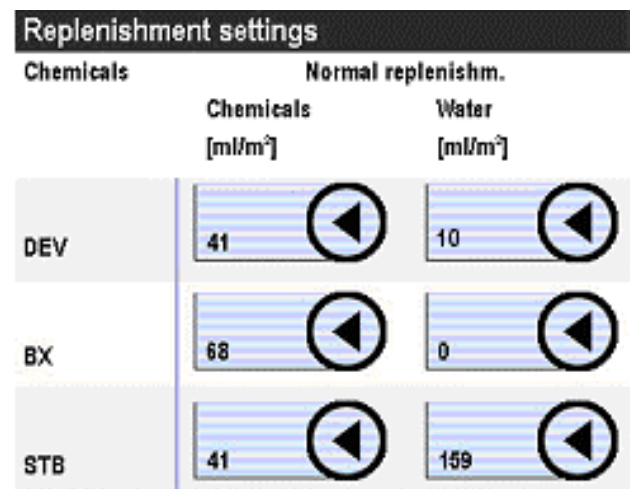 Replenishment settings
Chemicals Normal replenishm.
Chemicals Water
[ml/m²] [ml/m²]
DEV 41 10
BX 68 0
STB 41 159